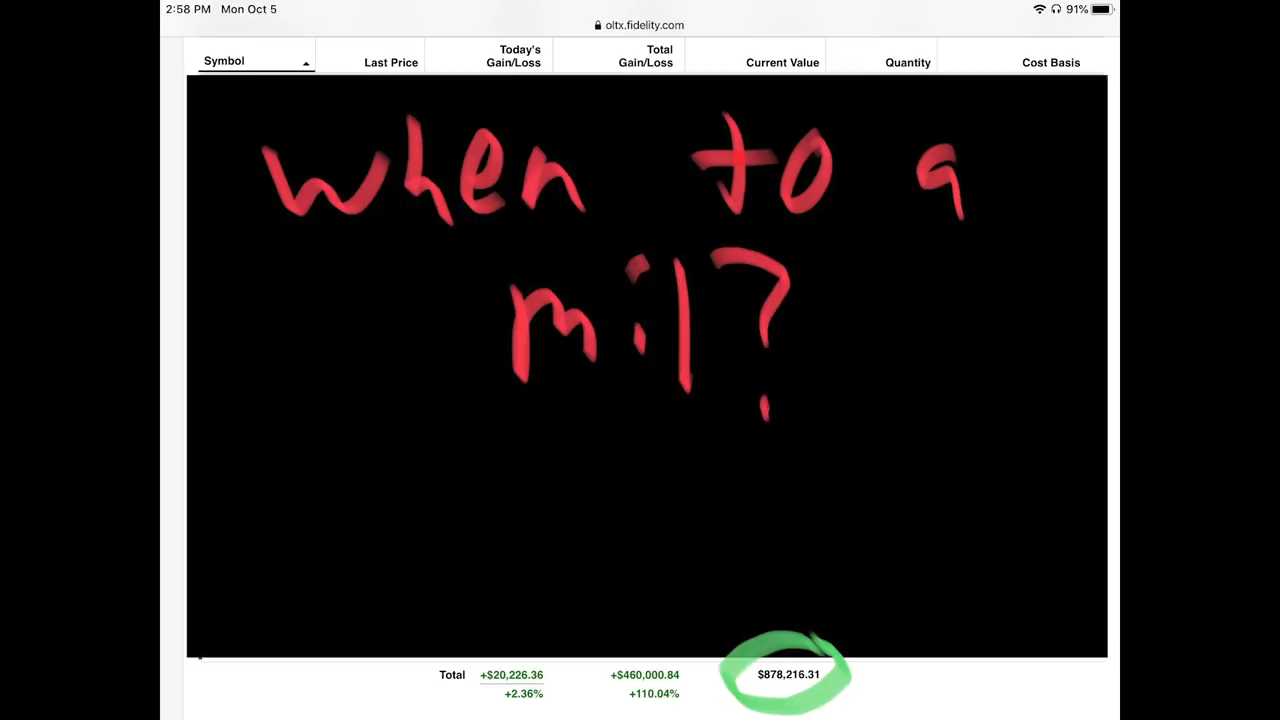 2:58 PM Mon Oct 5 91%
oltx.fidelity.com
Symbol Last Price Today's Gain/Loss Total Gain/Loss Current Value Quantity Cost Basis
when to a
mil?
Total +$20,226.36 +$460,000.84 $878,216.31
+2.36% +110.04%